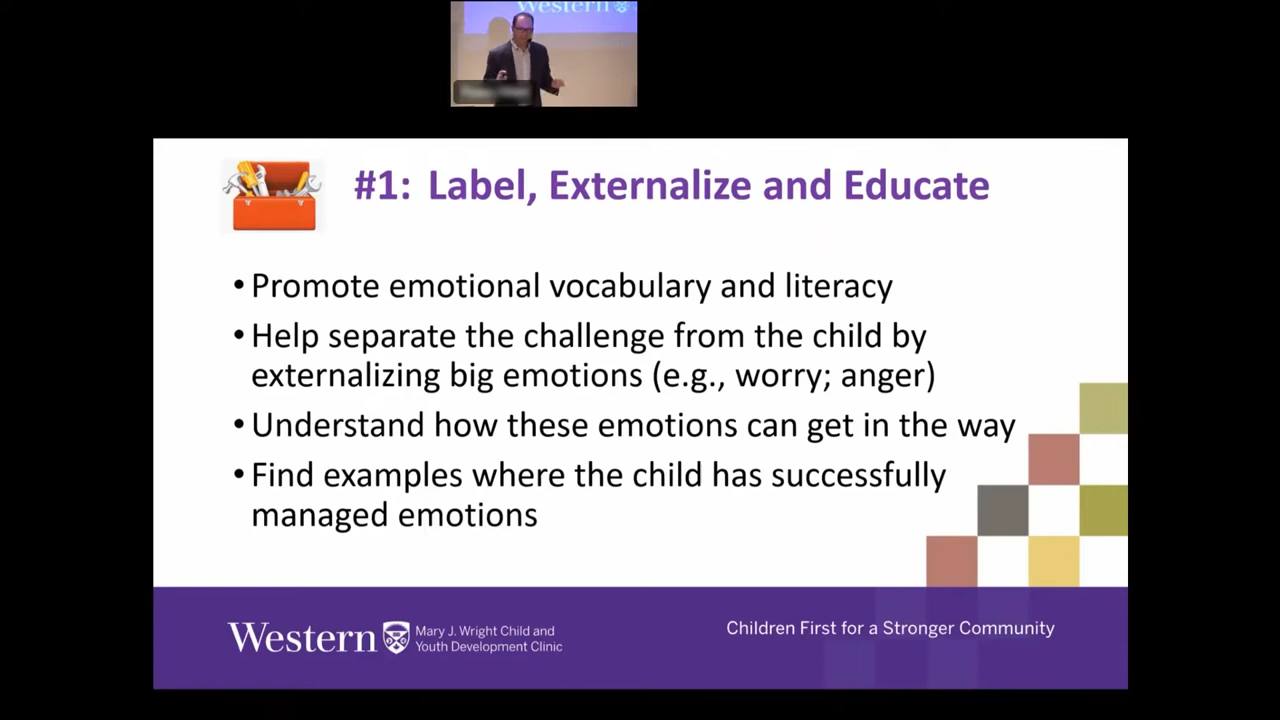 Western
#1: Label, Externalize and Educate
•Promote emotional vocabulary and literacy
•Help separate the challenge from the child by
externalizing big emotions (e.g., worry; anger)
•Understand how these emotions can get in the way
•Find examples where the child has successfully
managed emotions
Western
Mary J. Wright Child and
Youth Development Clinic
Children First for a Stronger Community